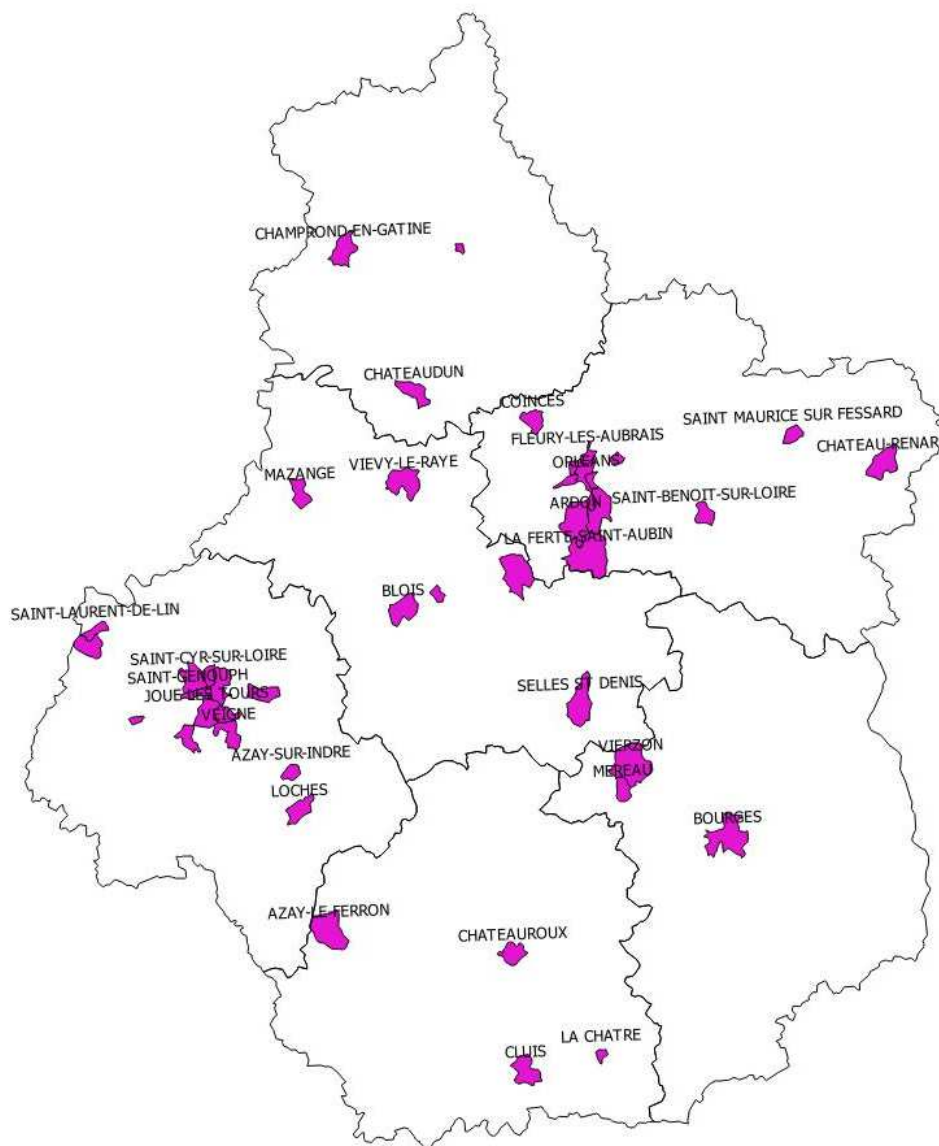 CHAMPROND-EN-GATINE
CHATEAUDUN
COINCES
SAINT MAURICE SUR FESSARD
FLEURY-LES-AUBRAIS
CHATEAU-RENAR
ORLEANS
VIEVY-LE-RAYE
MAZANGE
ARDON
SAINT-BENOIT-SUR-LOIRE
LA FERTE-SAINT-AUBIN
BLOIS
SAINT-LAURENT-DE-LIN
SAINT-CYR-SUR-LOIRE
SAINT-GENOUPH
SELLES ST DENIS
JOUE-LES TOURS
VEIGNE
VIERZON
AZAY-SUR-INDRE
MEREAU
LOCHES
BOURGES
AZAY-LE-FERRON
CHATEAUROUX
LA CHATRE
CLUIS